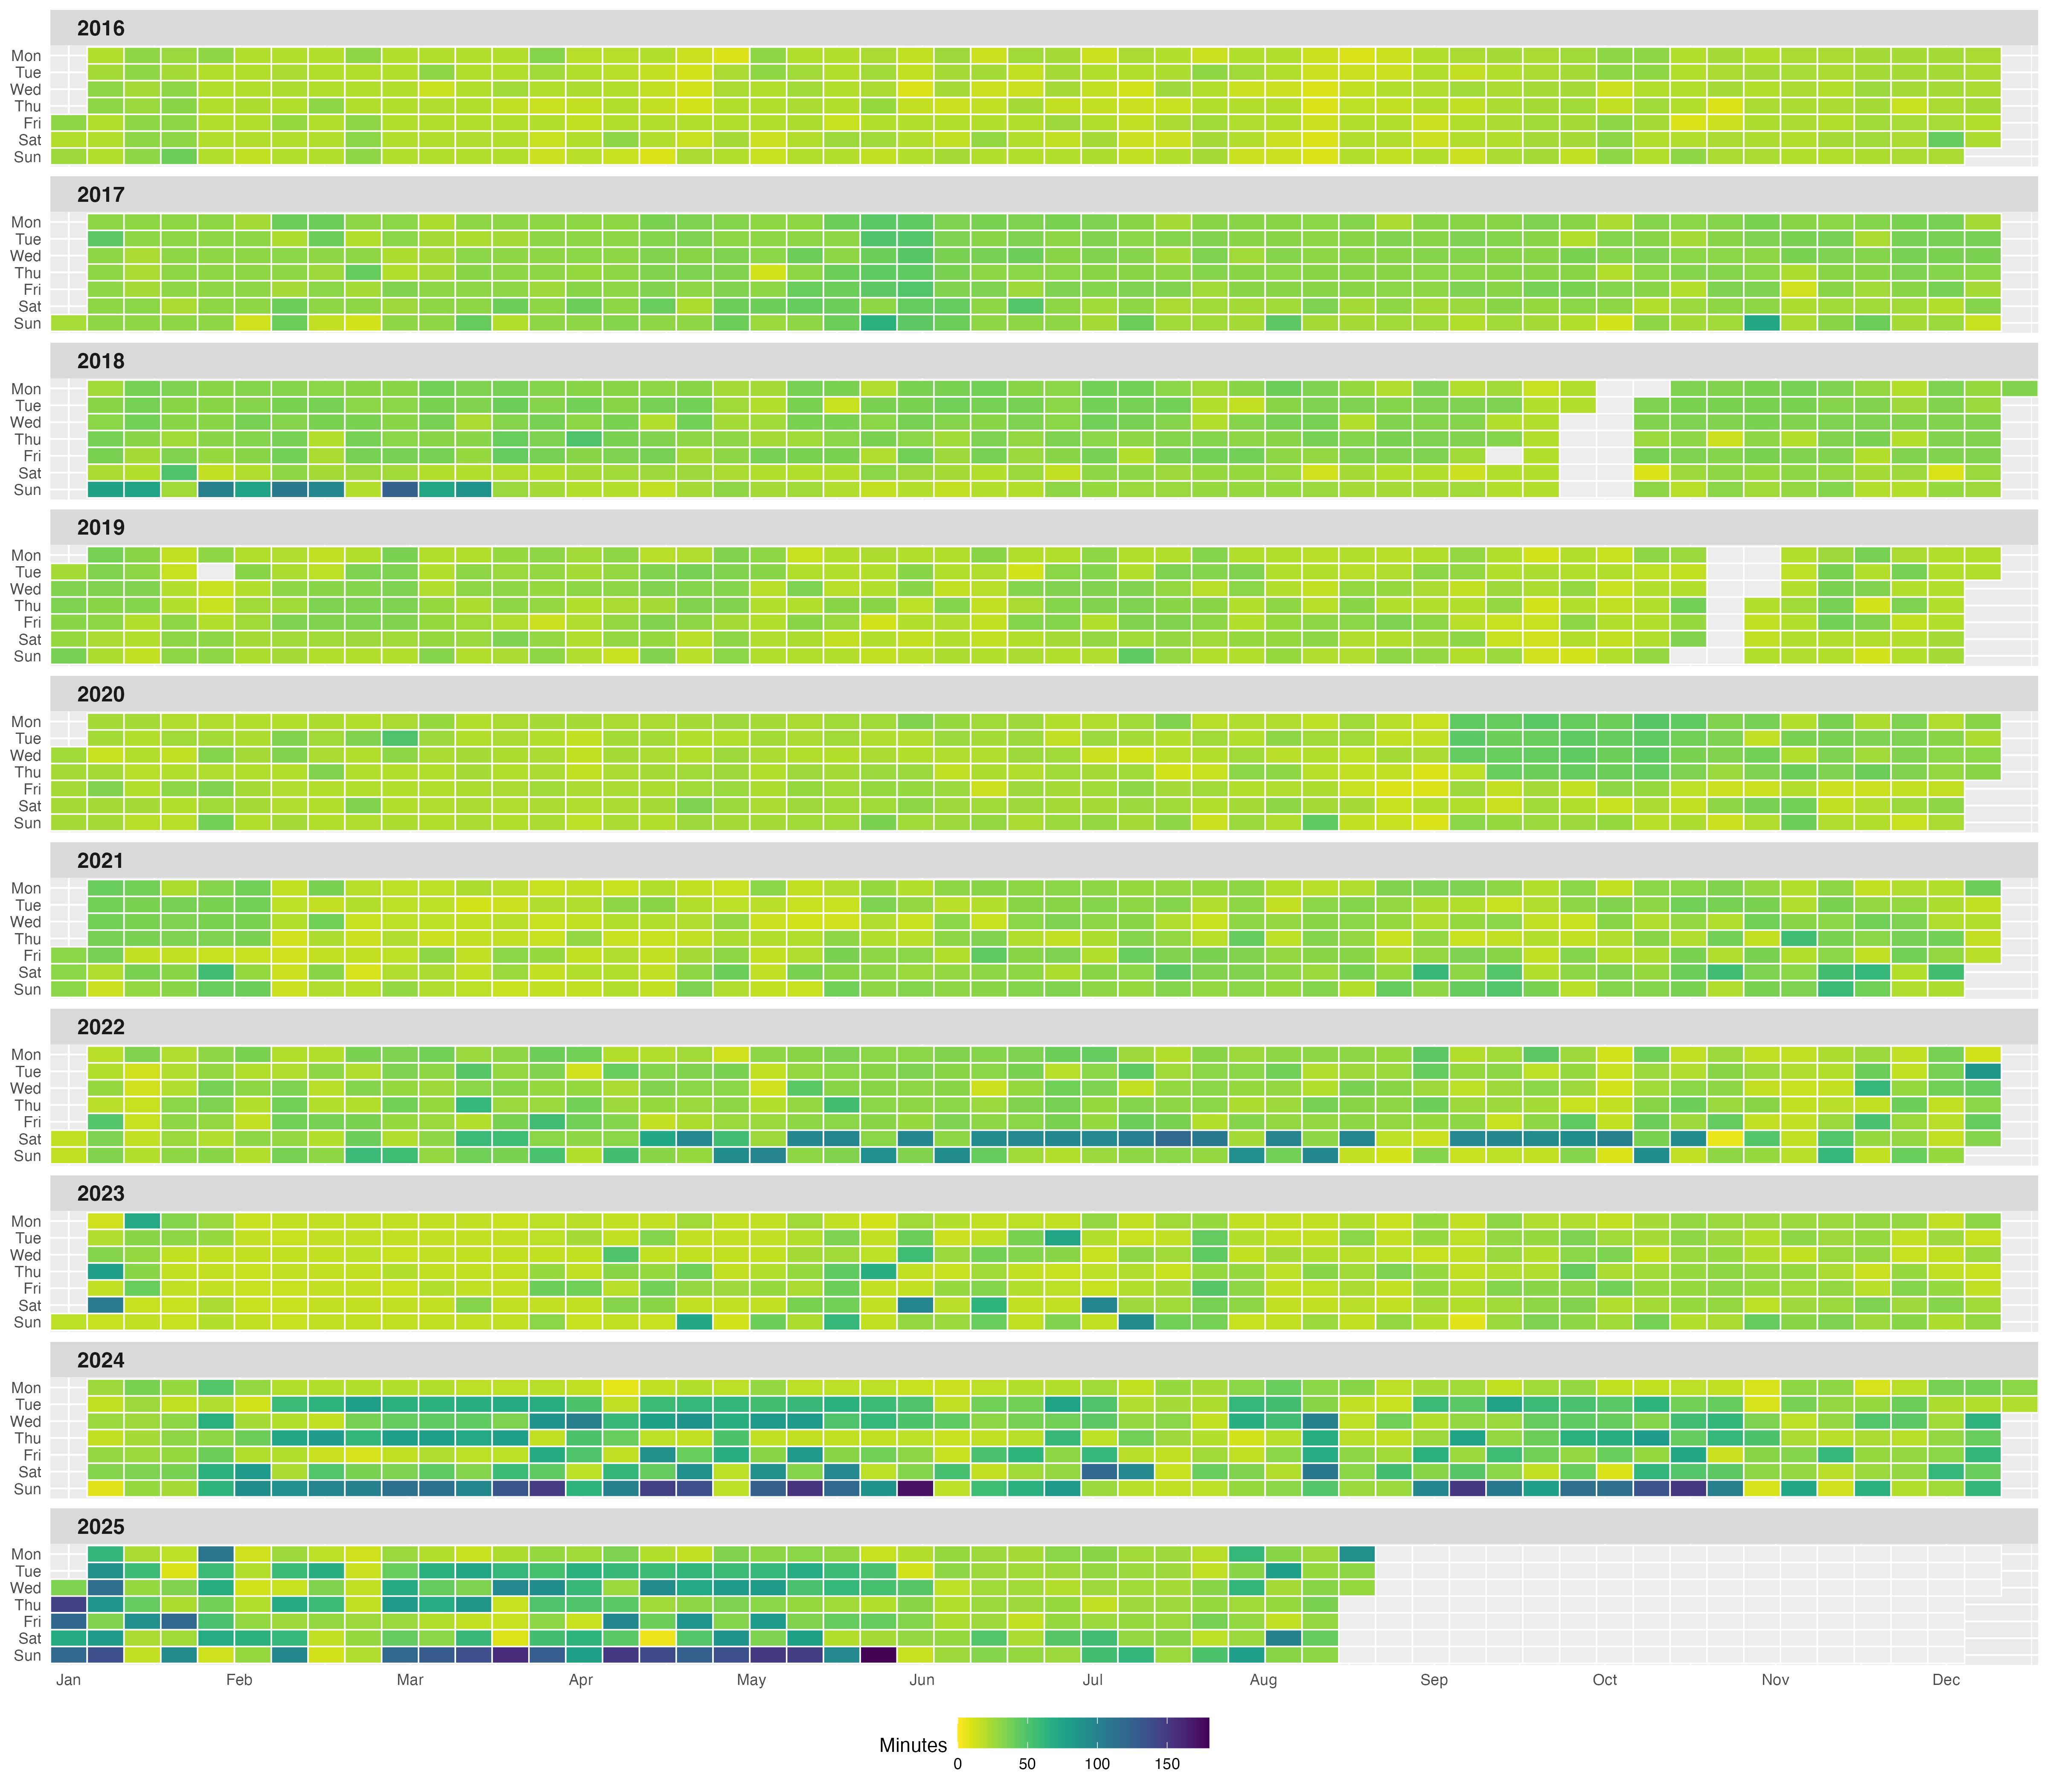 2016
Mon
Tue
Wed
Thu
Fri
Sat
Sun
2017
Mon
Tue
Wed
Thu
Fri
Sat
Sun
2018
Mon
Tue
Wed
Thu
Fri
Sat
Sun
2019
Mon
Tue
Wed
Thu
Fri
Sat
Sun
2020
Mon
Tue
Wed
Thu
Fri
Sat
Sun
2021
Mon
Tue
Wed
Thu
Fri
Sat
Sun
2022
Mon
Tue
Wed
Thu
Fri
Sat
Sun
2023
Mon
Tue
Wed
Thu
Fri
Sat
Sun
2024
Mon
Tue
Wed
Thu
Fri
Sat
Sun
2025
Mon
Tue
Wed
Thu
Fri
Sat
Sun
Jan Feb Mar Apr May Jun Jul Aug Sep Oct Nov Dec
Minutes
0 50 100 150